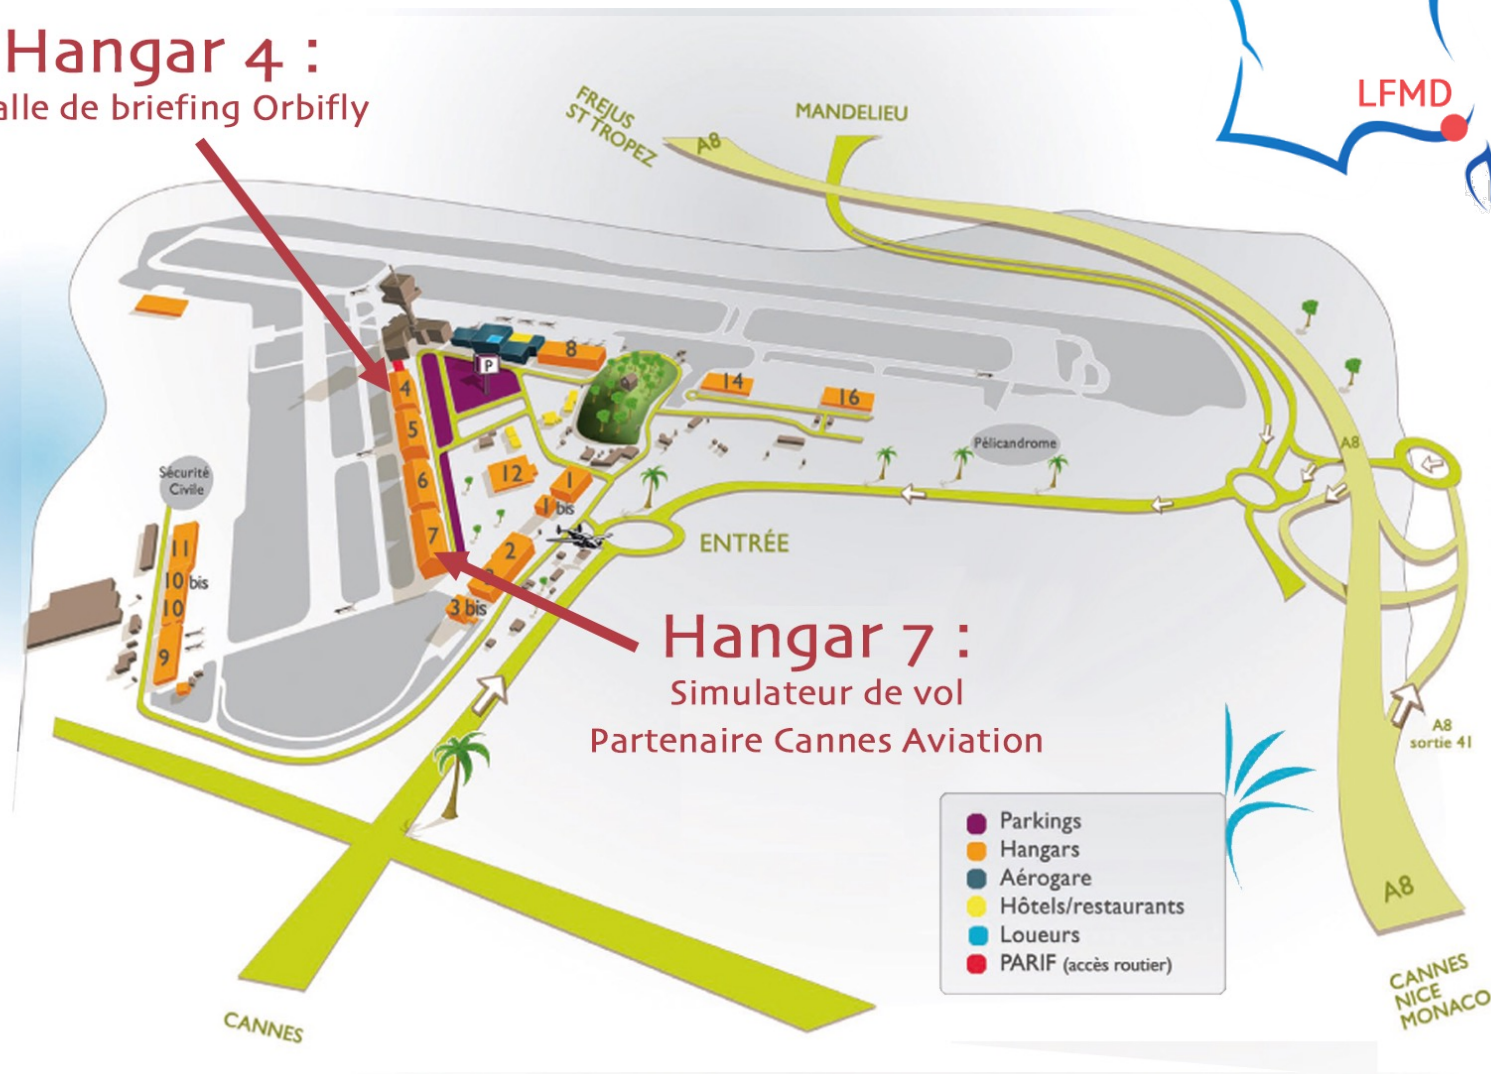 Hangar 4 :
alle de briefing Orbifly
LFMD
FREJUS
ST TROPEZ
A8
MANDELIEU
8
P
4
14
16
5
A8
Pélicandrome
Sécurité
Civile
6
12
1
1 bis
7
ENTRÉE
2
11
10 bis
10
3 bis
9
Hangar 7 :
Simulateur de vol
Partenaire Cannes Aviation
A8
sortie 41
Parkings
Hangars
Aérogare
Hôtels/restaurants
Loueurs
PARIF (accès routier)
A8
CANNES
NICE
MONACO
CANNES